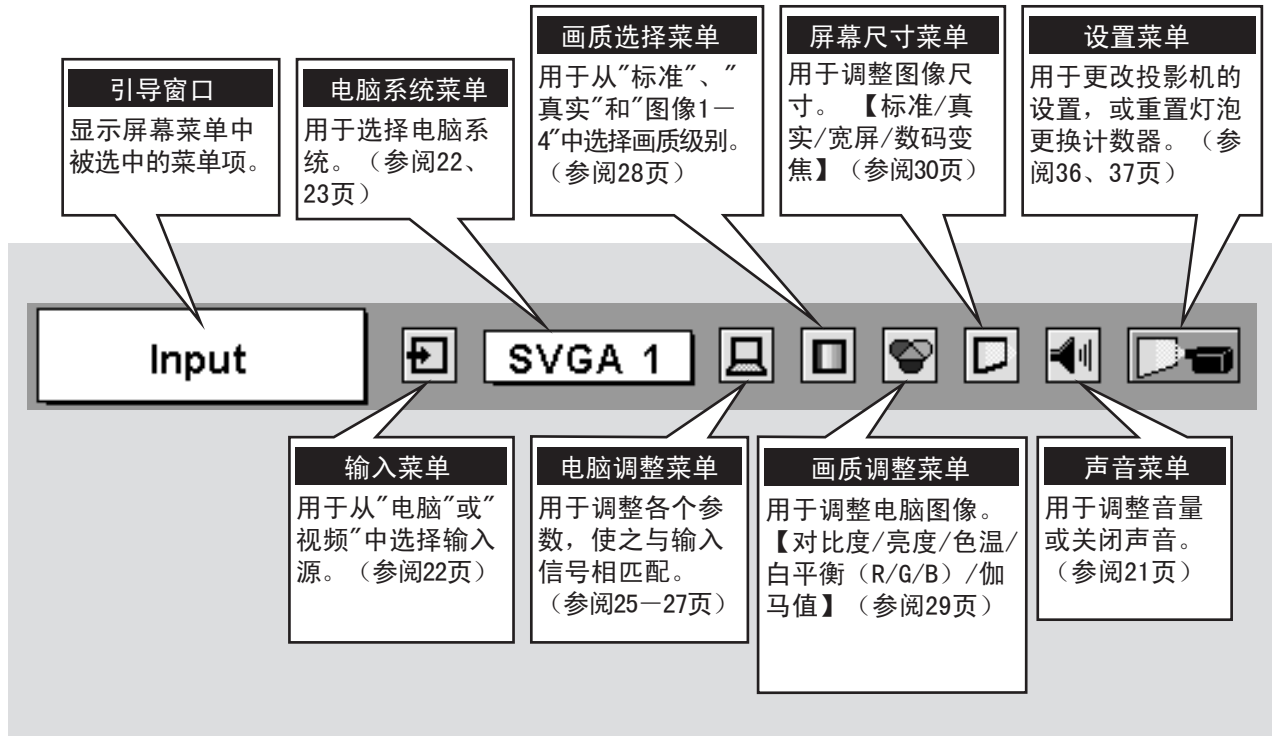 引导窗口
显示屏幕菜单中
被选中的菜单项。
电脑系统菜单
用于选择电脑系
统。（参阅22、
23页）
画质选择菜单
用于从"标准"、"
真实"和"图像1－
4"中选择画质级别。
（参阅28页）
屏幕尺寸菜单
用于调整图像尺
寸。 【标准/真
实/宽屏/数码变
焦】（参阅30页）
设置菜单
用于更改投影机的
设置，或重置灯泡
更换计数器。（参
阅36、37页）
Input
SVGA 1
输入菜单
用于从"电脑"或"
视频"中选择输入
源。（参阅22页）
电脑调整菜单
用于调整各个参
数，使之与输入
信号相匹配。
（参阅25－27页）
画质调整菜单
用于调整电脑图像。
【对比度/亮度/色温/
白平衡（R/G/B）/伽
马值】（参阅29页）
声音菜单
用于调整音量
或关闭声音。
（参阅21页）